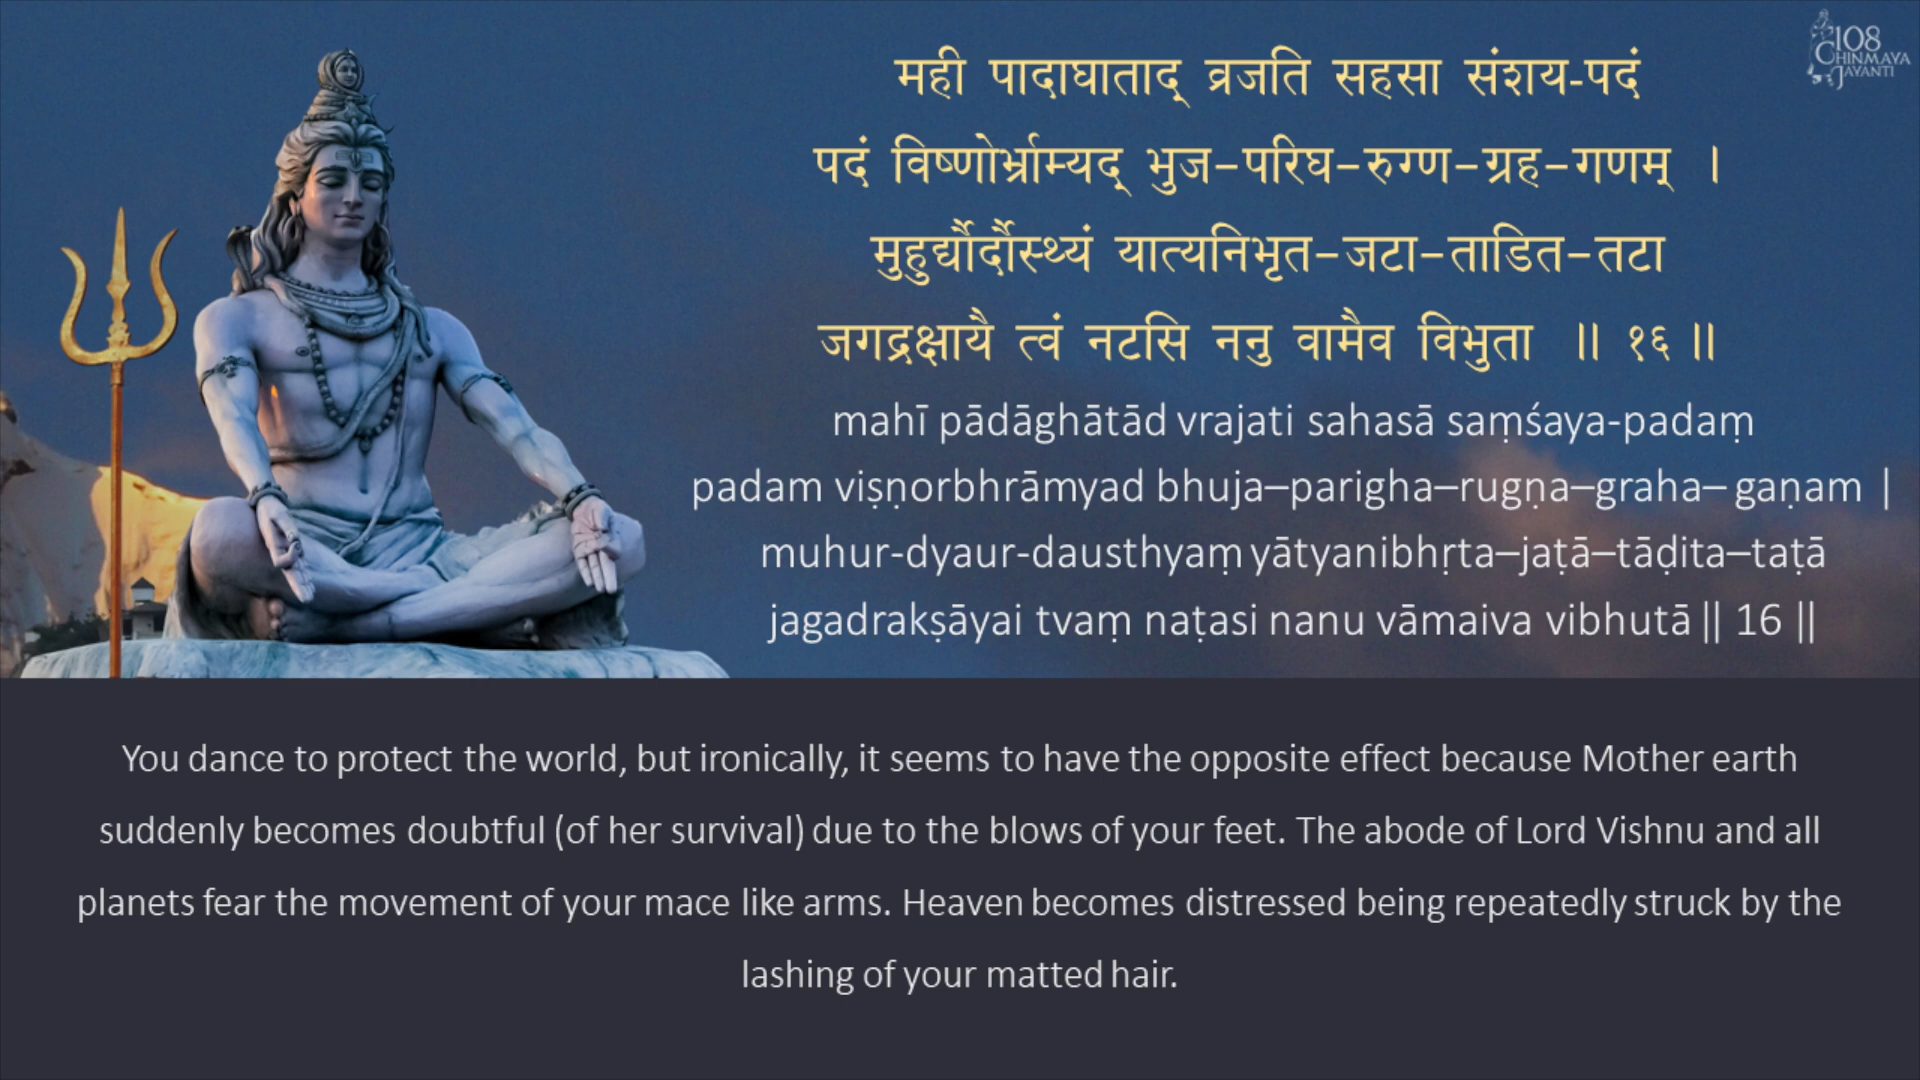 108
CHINMAYA
JAYANTI
मही पादाघाताद् व्रजति सहसा संशय-पदं
पदं विष्णोर्भ्राम्यद् भुज–परिघ–रुग्ण–ग्रह–गणम् ।
मुहुर्द्यौर्दौस्थ्यं यात्यनिभृत–जटा–ताडित–तटा
जगद्रक्षायै त्वं नटसि ननु वामैव विभुता ॥ १६ ॥
mahī pādāghātād vrajati sahasā saṃśaya-padaṃ
padam viṣṇorbhrāmyad bhuja–parigha–rugṇa–graha– gaṇam |
muhur-dyaur-dausthyaṃ yātyanibhṛta–jaṭā–tāḍita–taṭā
jagadrakṣāyai tvaṃ naṭasi nanu vāmaiva vibhutā || 16 ||
You dance to protect the world, but ironically, it seems to have the opposite effect because Mother earth
suddenly becomes doubtful (of her survival) due to the blows of your feet. The abode of Lord Vishnu and all
planets fear the movement of your mace like arms. Heaven becomes distressed being repeatedly struck by the
lashing of your matted hair.